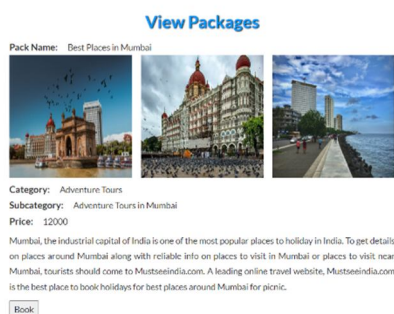 View Packages
Pack Name: Best Places in Mumbai
Category: Adventure Tours
Subcategory: Adventure Tours in Mumbai
Price: 12000
Mumbai, the industrial capital of India is one of the most popular places to holiday in India. To get details
on places around Mumbai along with reliable info on places to visit in Mumbai or places to visit near
Mumbai, tourists should come to Mustseeindia.com. A leading online travel website, Mustseeindia.com
is the best place to book holidays for best places around Mumbai for picnic.
Book